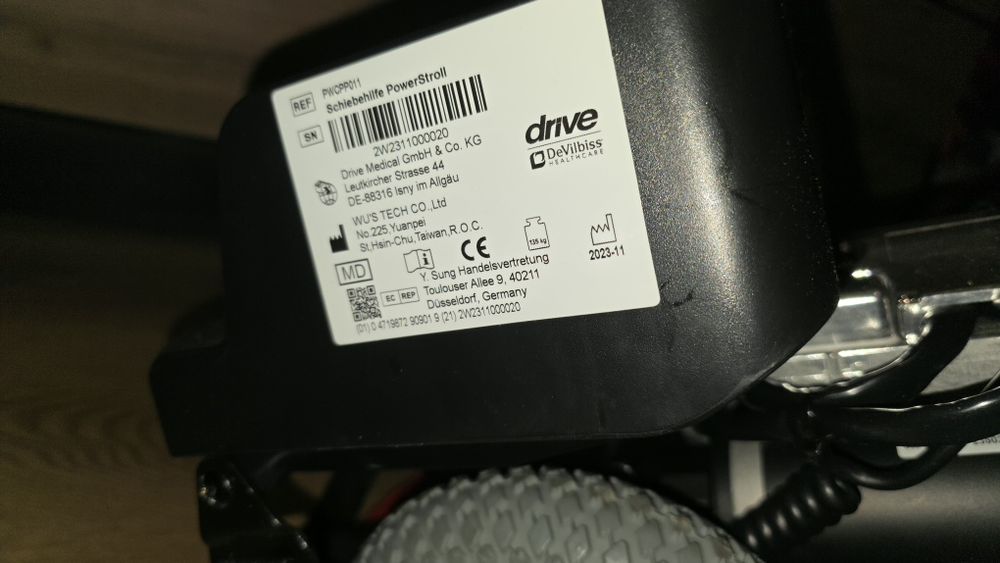 REF PWCPP011
Schiebehilfe PowerStroll
SN
2W2311000020
Drive Medical GmbH & Co. KG
Leutkircher Strasse 44
DE-88316 Isny im Allgäu
WU'S TECH CO.,Ltd
No.225,Yuanpei
St,Hsin-Chu,Taiwan,R.O.C.
MD
CE
135 kg
2023-11
EC REP
Y. Sung Handelsvertretung
Toulouser Allee 9, 40211
Düsseldorf, Germany
(01) 0 4719872 90901 9 (21) 2W2311000020
drive
DeVilbiss
HEALTHCARE